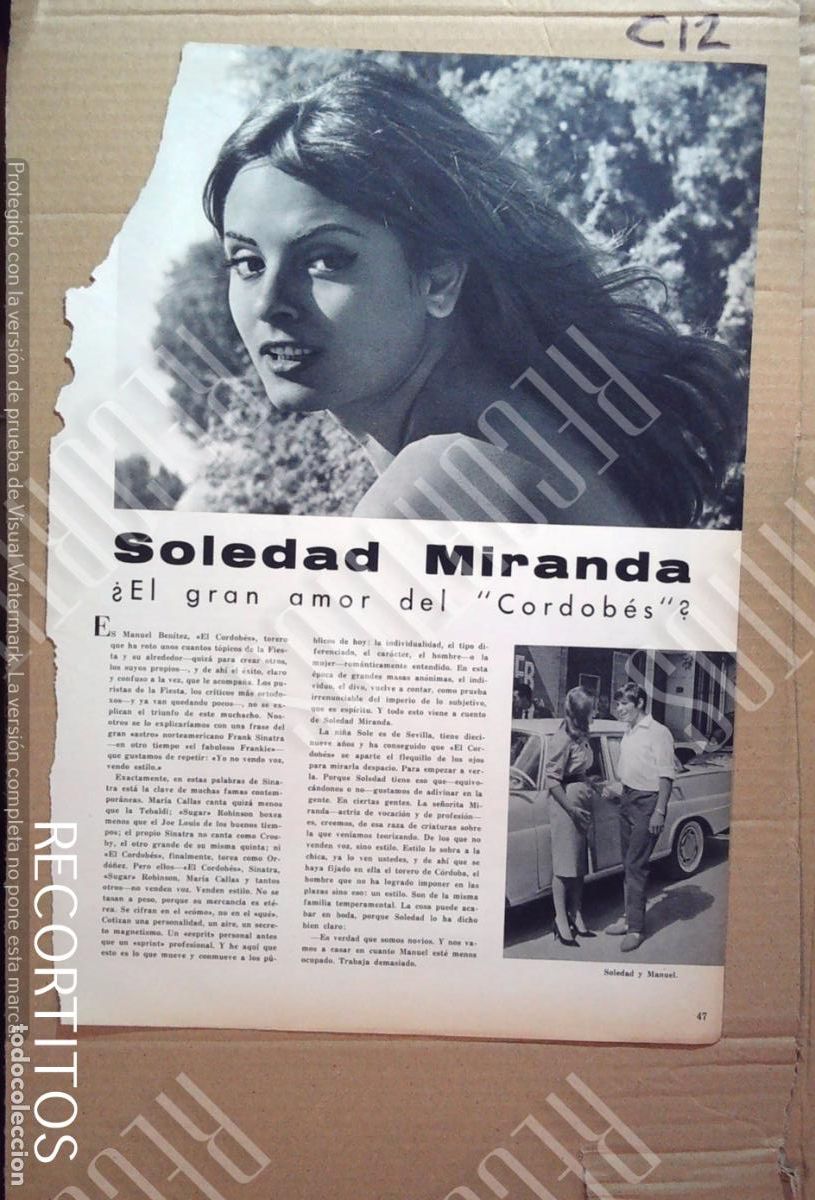 C12
Soledad Miranda
¿El gran amor del "Cordobés"?
ES Manuel Benítez, «El Cordobés», torero
que ha roto unos cuantos tópicos de la Fies-
ta y su alrededor—quizá para crear otros,
los suyos propios—, y de ahí el éxito, claro
y confuso a la vez, que le acompaña. Los pu-
ristas de la Fiesta, los críticos más ortodo-
xos—y ya van quedando pocos—, no se ex-
plican el triunfo de este muchacho. Nos-
otros se lo explicaríamos con una frase del
gran «astro» norteamericano Frank Sinatra
—en otro tiempo «el fabuloso Frankie»—
que gustamos de repetir: «Yo no vendo voz,
vendo estilo.»
Exactamente, en estas palabras de Sina-
tra está la clave de muchas famas contem-
poráneas. María Callas canta quizá menos
que la Tebaldi; «Sugar» Robinson boxea
menos que el Joe Louis de los buenos tiem-
pos; el propio Sinatra no canta como Cros-
by, el otro grande de su misma quinta; ni
«El Cordobés», finalmente, torea como Or-
dóñez. Pero ellos—«El Cordobés», Sinatra,
«Sugar» Robinson, María Callas y tantos
otros—no venden voz. Venden estilo. No se
tasan a peso, porque su mercancía es eté-
rea. Se cifran en el «cómo», no en el «qué».
Cotizan una personalidad, un aire, un secre-
to magnetismo. Un «esprit» personal antes
que un «sprint» profesional. Y he aquí que
esto es lo que mueve y conmueve a los pú-
blicos de hoy: la individualidad, el tipo di-
ferenciado, el carácter, el hombre—o la
mujer—románticamente entendido. En esta
época de grandes masas anónimas, el indi-
viduo, el divo, vuelve a contar, como prueba
irrenunciable del imperio de lo subjetivo,
que es espíritu. Y todo esto viene a cuento
de Soledad Miranda.
La niña Sole es de Sevilla, tiene dieci-
nueve años y ha conseguido que «El Cor-
dobés» se aparte el flequillo de los ojos
para mirarla despacio. Para empezar a ver-
la. Porque Soledad tiene eso que—equivo-
cándonos o no—gustamos de adivinar en la
gente. En ciertas gentes. La señorita Mi-
randa—actriz de vocación y de profesión—
es, creemos, de esa raza de criaturas sobre
la que veníamos teorizando. De los que no
venden voz, sino estilo. Estilo le sobra a la
chica, ya lo ven ustedes, y de ahí que se
haya fijado en ella el torero de Córdoba, el
hombre que no ha logrado imponer en las
plazas sino eso: un estilo. Son de la misma
familia temperamental. La cosa puede aca-
bar en boda, porque Soledad lo ha dicho
bien claro:
—En verdad que somos novios. Y nos va-
mos a casar en cuanto Manuel esté menos
ocupado. Trabaja demasiado.
Soledad y Manuel.
47
Protegido con la versión de prueba de Visual Watermark. La versión completa no pone esta marca.
RECORTITOS
todocoleccion